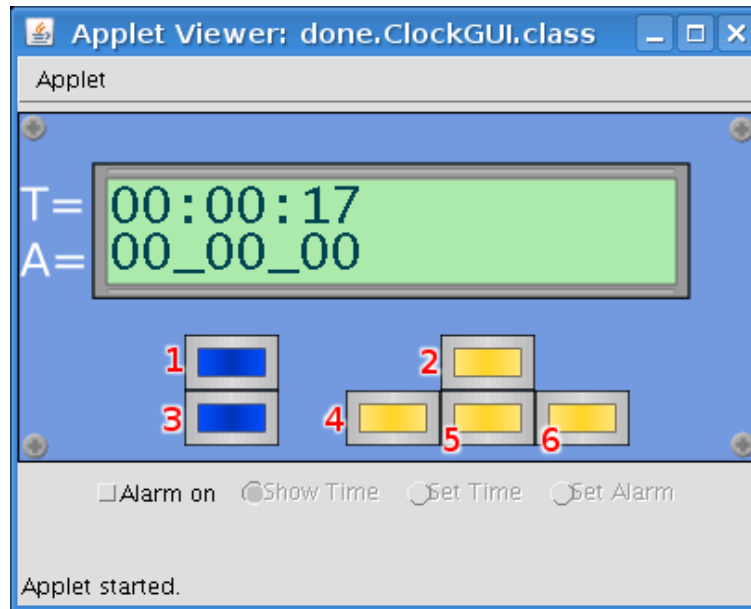 Applet Viewer: done.ClockGUI.class
Applet
T= 00:00:17
A= 00_00_00
1 2
3 4 5 6
Alarm on Show Time Set Time Set Alarm
Applet started.